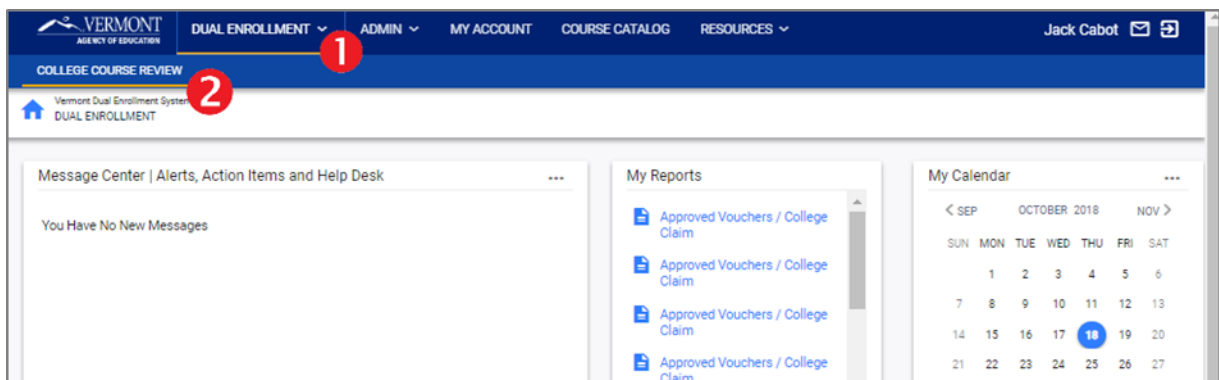 VERMONT
AGENCY OF EDUCATION
DUAL ENROLLMENT ADMIN MY ACCOUNT COURSE CATALOG RESOURCES Jack Cabot
1
COLLEGE COURSE REVIEW
2
Vermont Dual Enrollment System
DUAL ENROLLMENT
Message Center | Alerts, Action Items and Help Desk ...
You Have No New Messages
My Reports
Approved Vouchers / College
Claim
Approved Vouchers / College
Claim
Approved Vouchers / College
Claim
Approved Vouchers / College
Claim
My Calendar ...
< SEP OCTOBER 2018 NOV >
SUN MON TUE WED THU FRI SAT
1 2 3 4 5 6
7 8 9 10 11 12 13
14 15 16 17 18 19 20
21 22 23 24 25 26 27